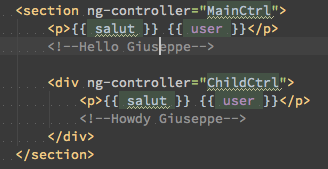 <section ng-controller="MainCtrl">
<p>{{ salut }} {{ user }}</p>
<!--Hello Giuseppe-->
<div ng-controller="ChildCtrl">
<p>{{ salut }} {{ user }}</p>
<!--Howdy Giuseppe-->
</div>
</section>